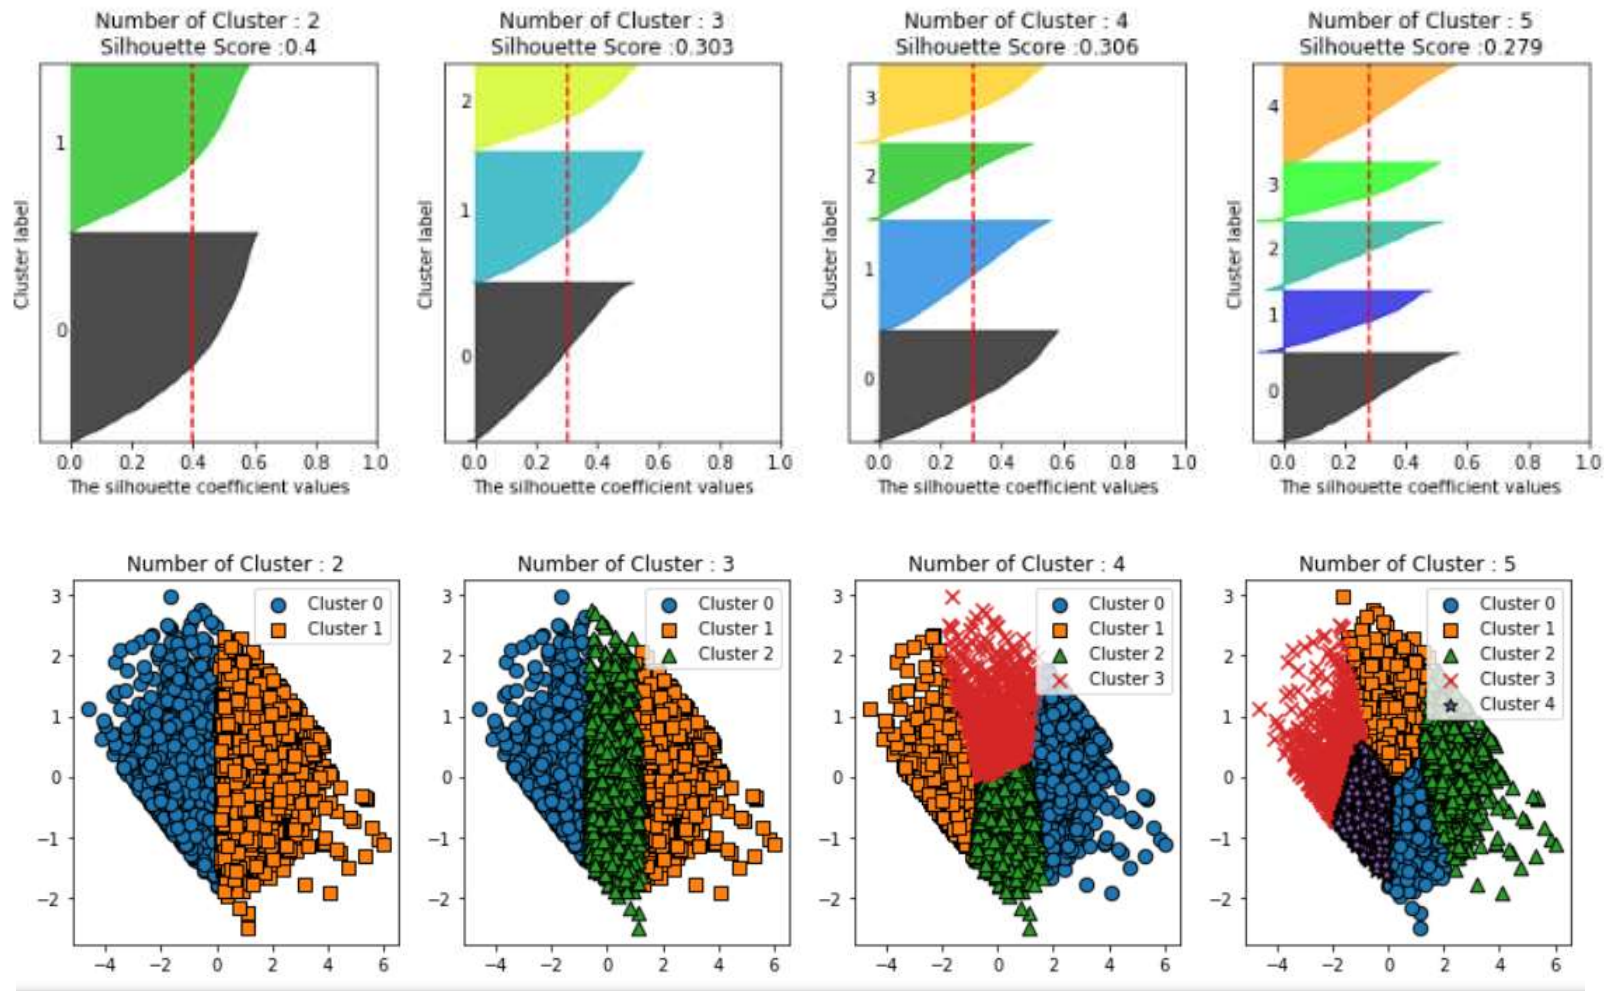 Number of Cluster : 2
Silhouette Score :0.4
Cluster label
1
0
0.0 0.2 0.4 0.6 0.8 1.0
The silhouette coefficient values
Number of Cluster : 3
Silhouette Score :0.303
Cluster label
2
1
0
0.0 0.2 0.4 0.6 0.8 1.0
The silhouette coefficient values
Number of Cluster : 4
Silhouette Score :0.306
Cluster label
3
2
1
0
0.0 0.2 0.4 0.6 0.8 1.0
The silhouette coefficient values
Number of Cluster : 5
Silhouette Score :0.279
Cluster label
4
3
2
1
0
0.0 0.2 0.4 0.6 0.8 1.0
The silhouette coefficient values
Number of Cluster : 2
Cluster 0
Cluster 1
3
2
1
0
−1
−2
−4 −2 0 2 4 6
Number of Cluster : 3
Cluster 0
Cluster 1
Cluster 2
3
2
1
0
−1
−2
−4 −2 0 2 4 6
Number of Cluster : 4
Cluster 0
Cluster 1
Cluster 2
Cluster 3
3
2
1
0
−1
−2
−4 −2 0 2 4 6
Number of Cluster : 5
Cluster 0
Cluster 1
Cluster 2
Cluster 3
Cluster 4
3
2
1
0
−1
−2
−4 −2 0 2 4 6